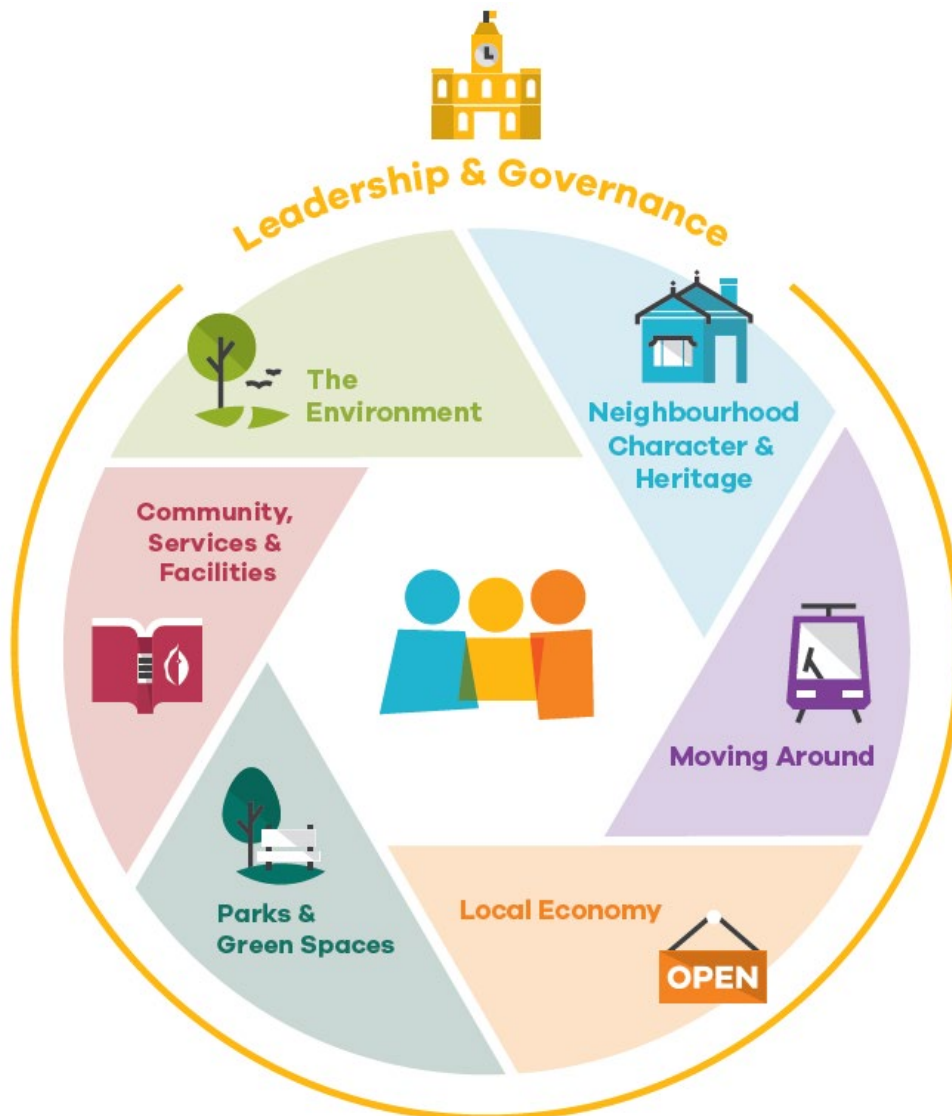 Leadership & Governance
The
Environment
Neighbourhood
Character &
Heritage
Community,
Services &
Facilities
Moving Around
Parks &
Green Spaces
Local Economy
OPEN